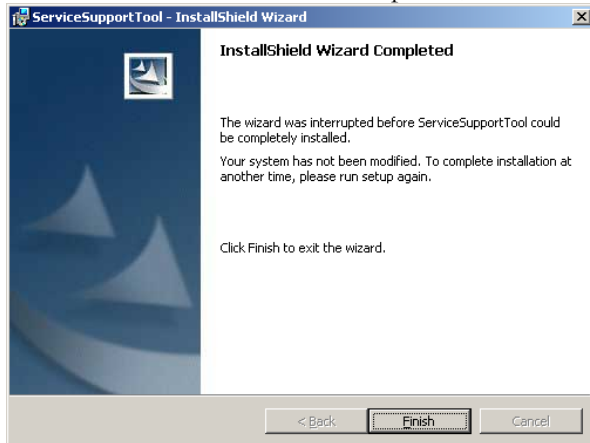 ServiceSupportTool - InstallShield Wizard
InstallShield Wizard Completed
The wizard was interrupted before ServiceSupportTool could
be completely installed.
Your system has not been modified. To complete installation at
another time, please run setup again.
Click Finish to exit the wizard.
< Back
Finish
Cancel